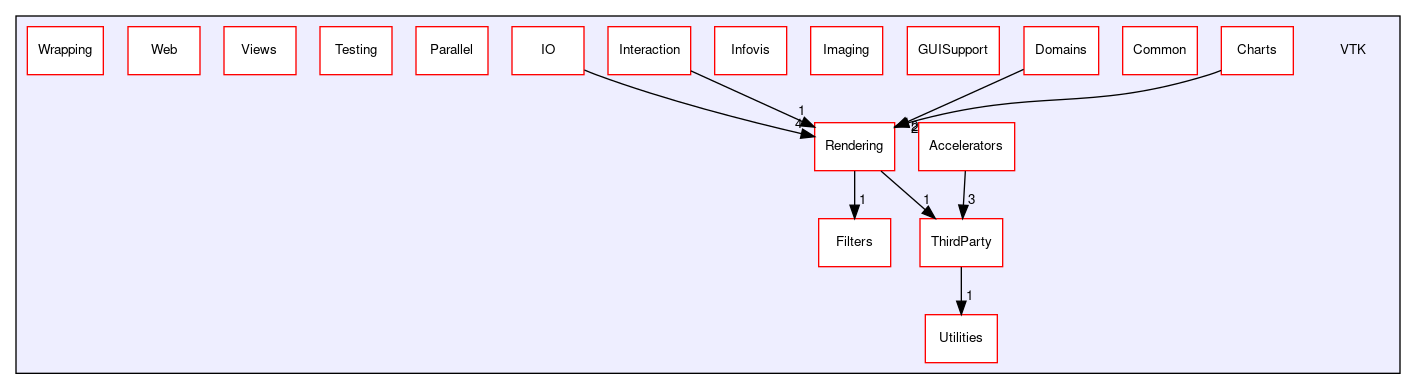 Wrapping
Web
Views
Testing
Parallel
IO
Interaction
Infovis
Imaging
GUISupport
Domains
Common
Charts
VTK
1
4
2
Rendering
Accelerators
1
1
3
Filters
ThirdParty
1
Utilities